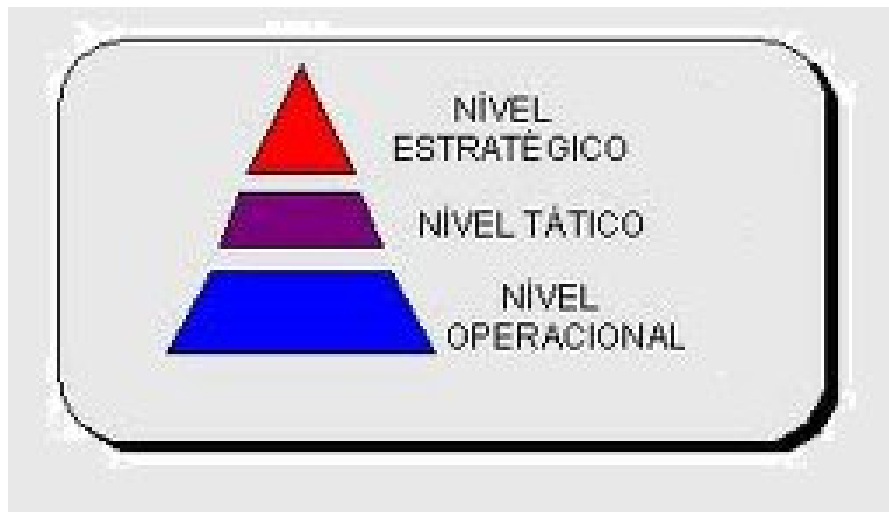 NÍVEL
ESTRATÉGICO
NÍVEL TÁTICO
NÍVEL
OPERACIONAL